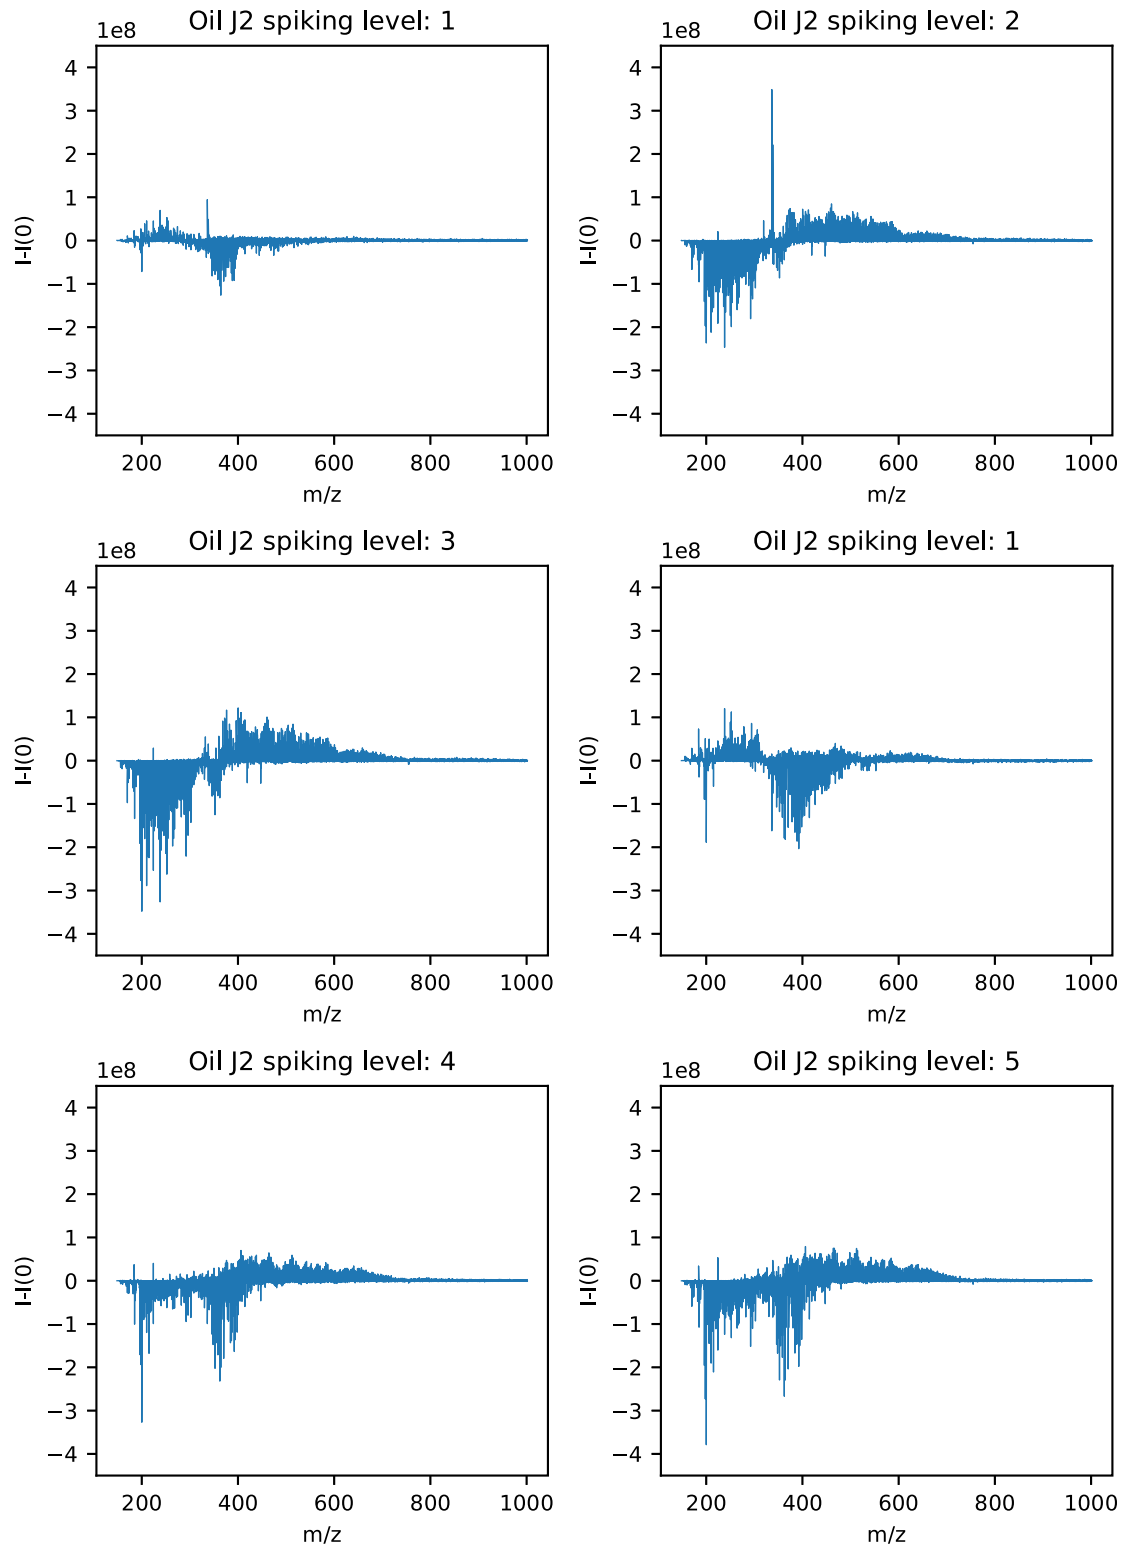 Oil J2 spiking level: 1
1e8
4
3
2
1
0
−1
−2
−3
−4
I-I(0)
200 400 600 800 1000
m/z
Oil J2 spiking level: 2
1e8
4
3
2
1
0
−1
−2
−3
−4
I-I(0)
200 400 600 800 1000
m/z
Oil J2 spiking level: 3
1e8
4
3
2
1
0
−1
−2
−3
−4
I-I(0)
200 400 600 800 1000
m/z
Oil J2 spiking level: 1
1e8
4
3
2
1
0
−1
−2
−3
−4
I-I(0)
200 400 600 800 1000
m/z
Oil J2 spiking level: 4
1e8
4
3
2
1
0
−1
−2
−3
−4
I-I(0)
200 400 600 800 1000
m/z
Oil J2 spiking level: 5
1e8
4
3
2
1
0
−1
−2
−3
−4
I-I(0)
200 400 600 800 1000
m/z